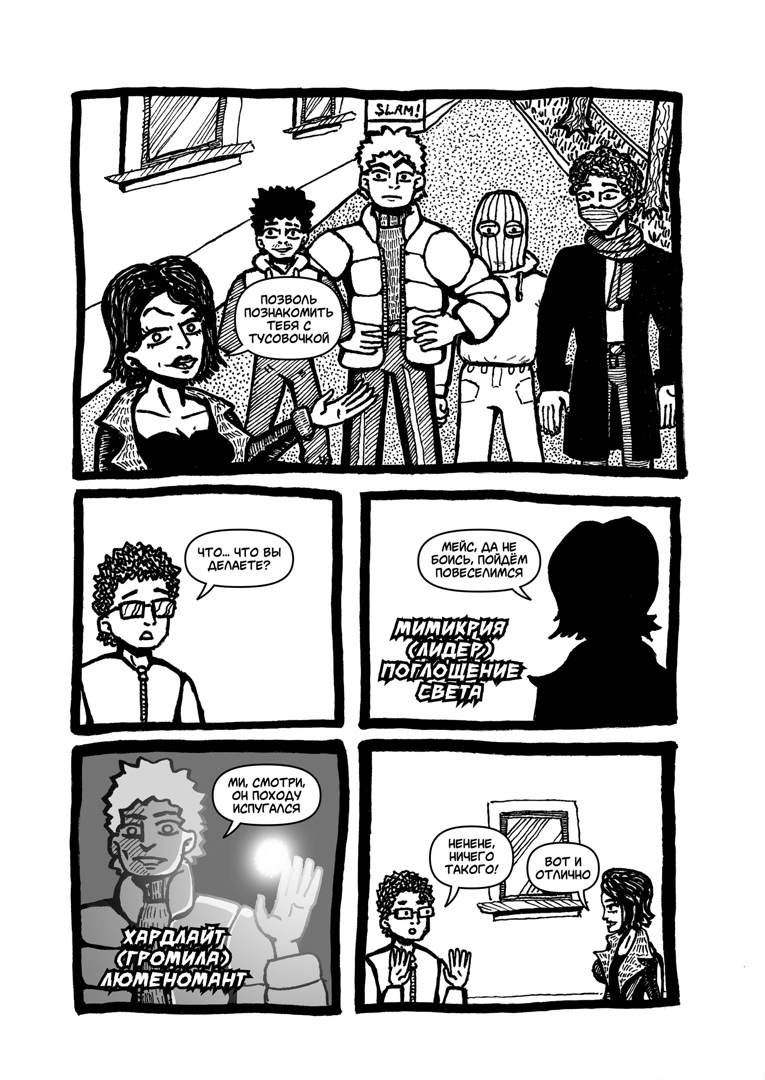 SLAM!
ПОЗВОЛЬ
ПОЗНАКОМИТЬ
ТЕБЯ С
ТУСОВОЧКОЙ
ЧТО... ЧТО ВЫ
ДЕЛАЕТЕ?
МЕЙС, ДА НЕ
БОИСЬ, ПОЙДЁМ
ПОВЕСЕЛИМСЯ
МИМИКРИЯ
(ЛИДЕР)
ПОГЛОЩЕНИЕ
СВЕТА
МИ, СМОТРИ,
ОН ПОХОДУ
ИСПУГАЛСЯ
ХАРДЛАЙТ
(ГРОМИЛА)
ЛЮМЕНОМАНТ
НЕНЕНЕ,
НИЧЕГО
ТАКОГО!
ВОТ И
ОТЛИЧНО